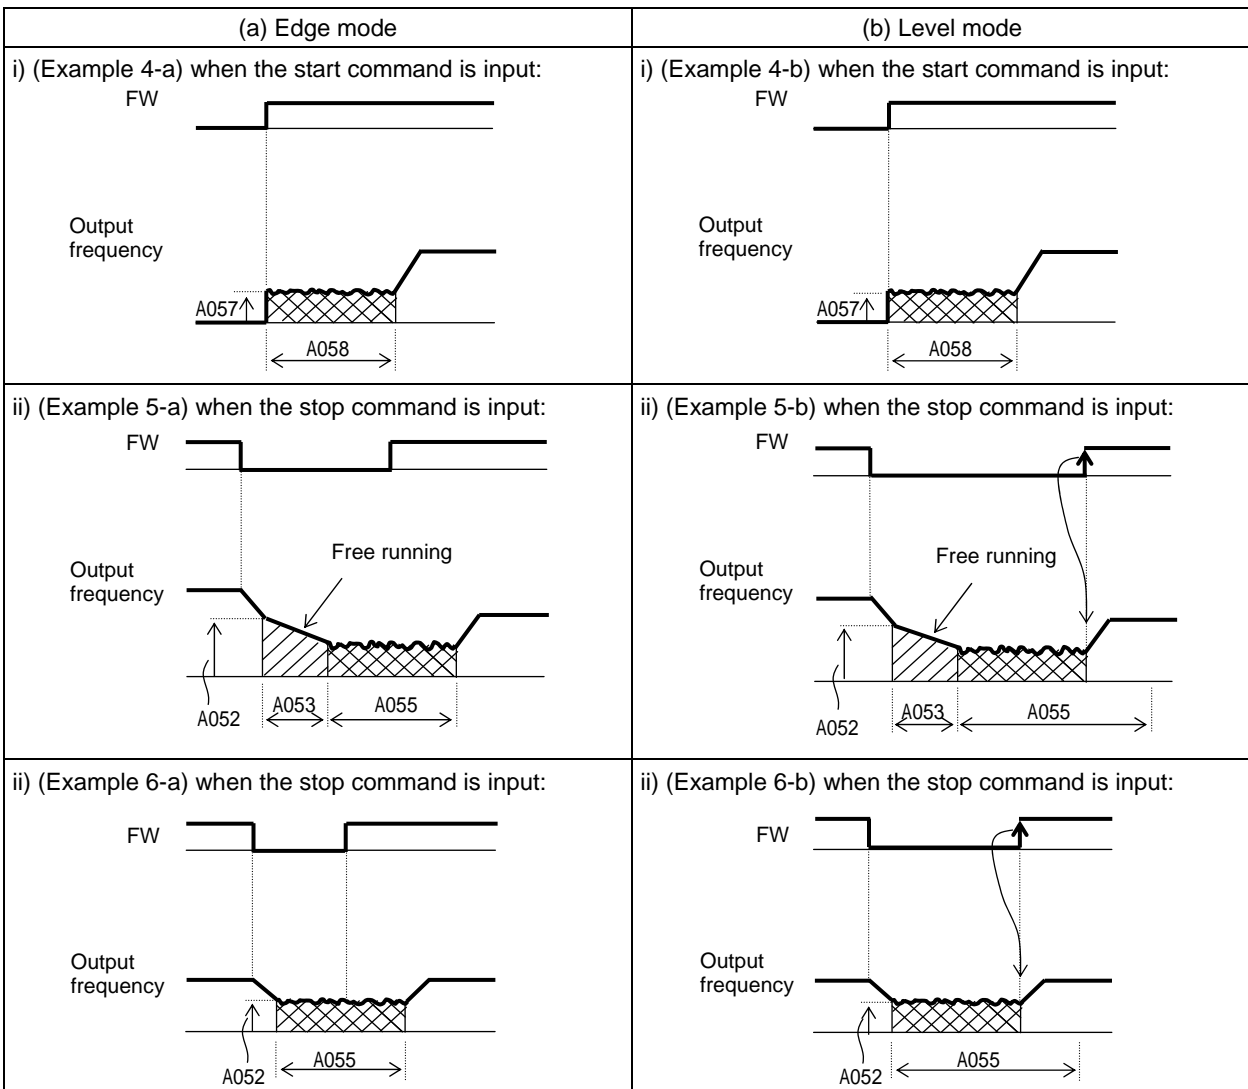 (a) Edge mode
(b) Level mode
i) (Example 4-a) when the start command is input:
FW
Output
frequency
A057
A058
i) (Example 4-b) when the start command is input:
FW
Output
frequency
A057
A058
ii) (Example 5-a) when the stop command is input:
FW
Free running
Output
frequency
A052
A053
A055
ii) (Example 5-b) when the stop command is input:
FW
Free running
Output
frequency
A052
A053
A055
ii) (Example 6-a) when the stop command is input:
FW
Output
frequency
A052
A055
ii) (Example 6-b) when the stop command is input:
FW
Output
frequency
A052
A055